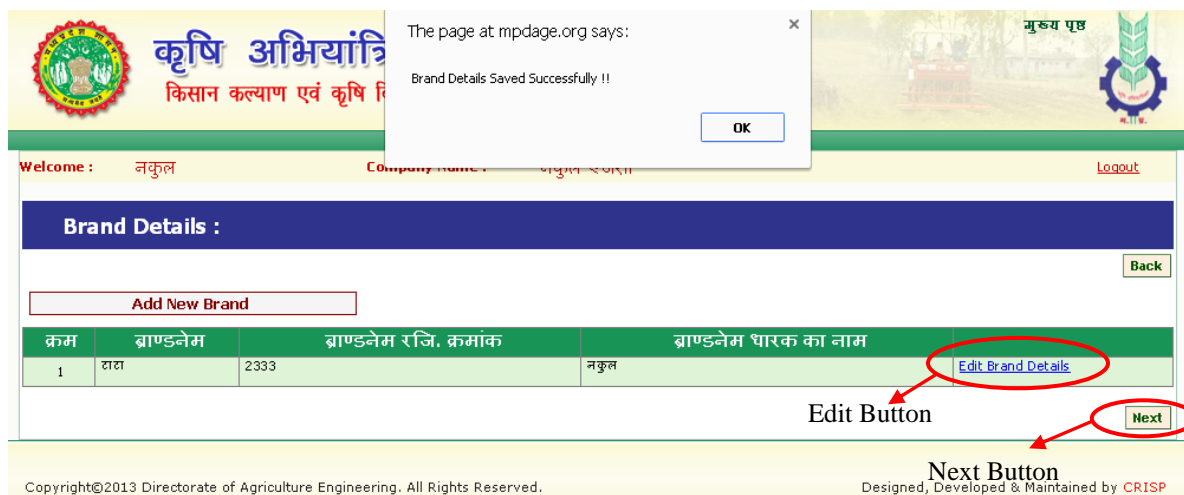 The page at mpdage.org says:
×
Brand Details Saved Successfully !!
OK
मुख्य पृष्ठ
कृषि अभियांत्रि
किसान कल्याण एवं कृषि
म. प्र.
Welcome : नकुल
Logout
Brand Details :
Back
Add New Brand
क्रम ब्राण्डनेम ब्राण्डनेम रजि. क्रमांक ब्राण्डनेम धारक का नाम
1 टाटा 2333 नकुल Edit Brand Details
Edit Button
Next
Next Button
Copyright©2013 Directorate of Agriculture Engineering. All Rights Reserved.
Designed, Developed & Maintained by CRISP